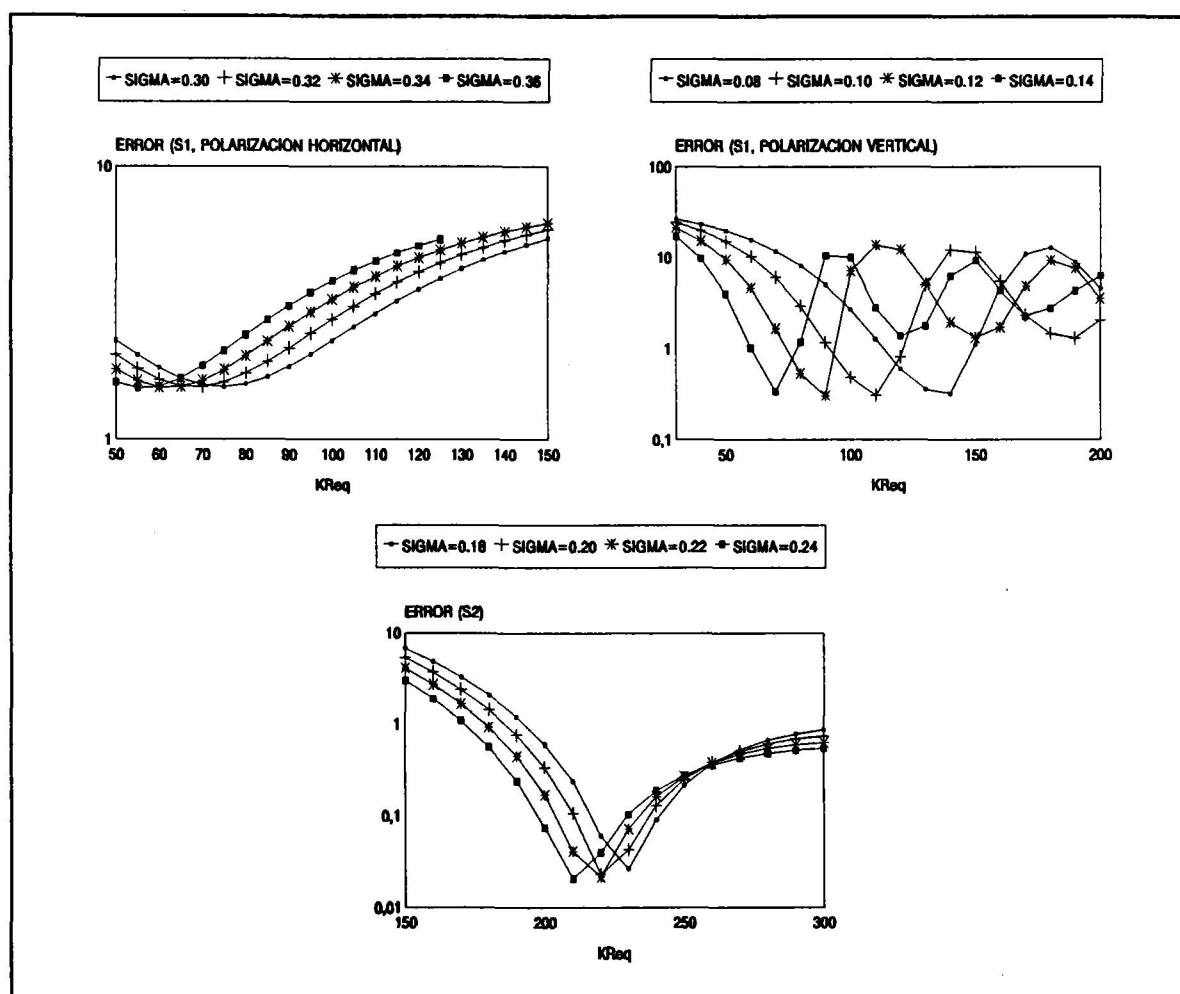 SIGMA=0.30 SIGMA=0.32 SIGMA=0.34 SIGMA=0.36
ERROR (S1, POLARIZACION HORIZONTAL)
10
1
50 60 70 80 90 100 110 120 130 140 150
KReq
SIGMA=0.08 SIGMA=0.10 SIGMA=0.12 SIGMA=0.14
ERROR (S1, POLARIZACION VERTICAL)
100
10
1
0,1
50 100 150 200
KReq
SIGMA=0.18 SIGMA=0.20 SIGMA=0.22 SIGMA=0.24
ERROR (S2)
10
1
0,1
0,01
150 200 250 300
KReq